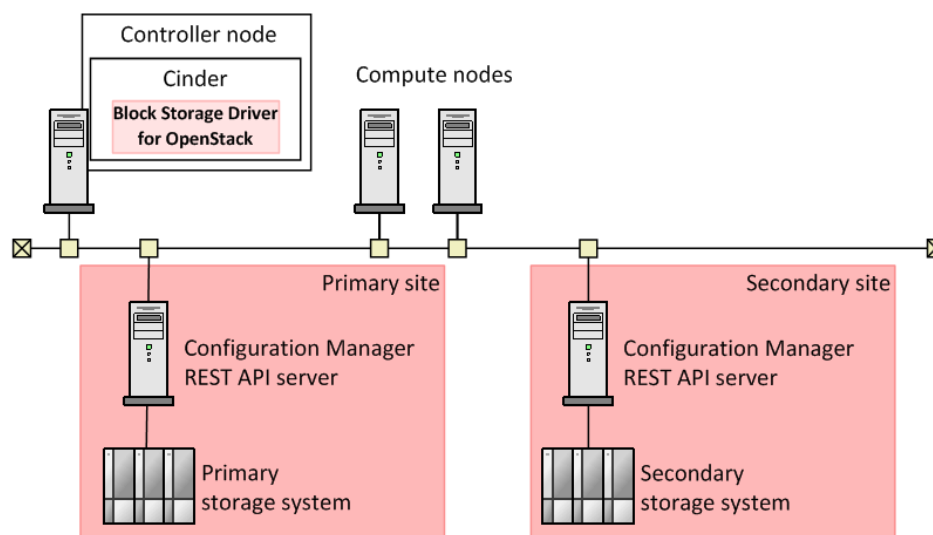 Controller node
Cinder
Block Storage Driver
for OpenStack
Compute nodes
Primary site
Configuration Manager
REST API server
Primary
storage system
Secondary site
Configuration Manager
REST API server
Secondary
storage system